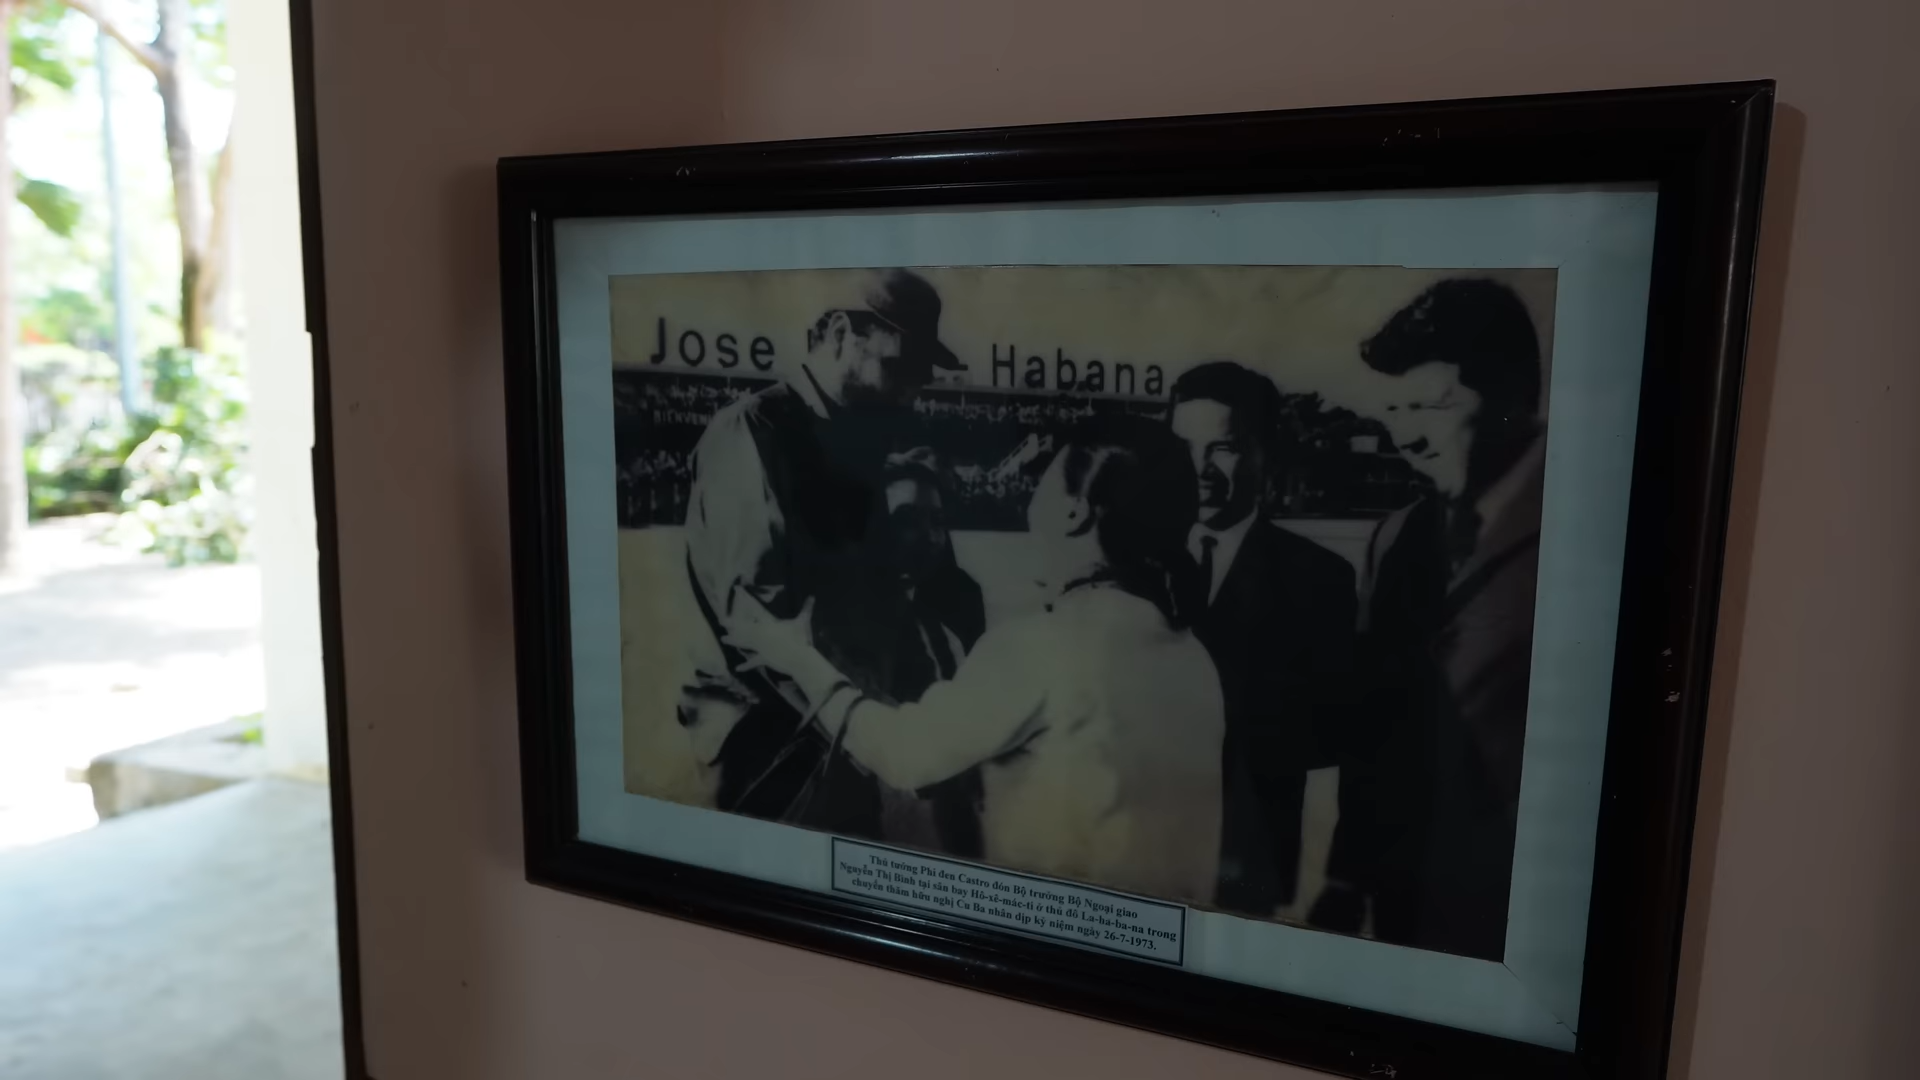 Jose Habana
BIENVENI
Thủ tướng Phi đen Castro đón Bộ trưởng Bộ Ngoại giao
Nguyễn Thị Bình tại sân bay Hô-xê-mác-ti ở thủ đô La-ha-ba-na trong
chuyến thăm hữu nghị Cu Ba nhân dịp kỷ niệm ngày 26-7-1973.